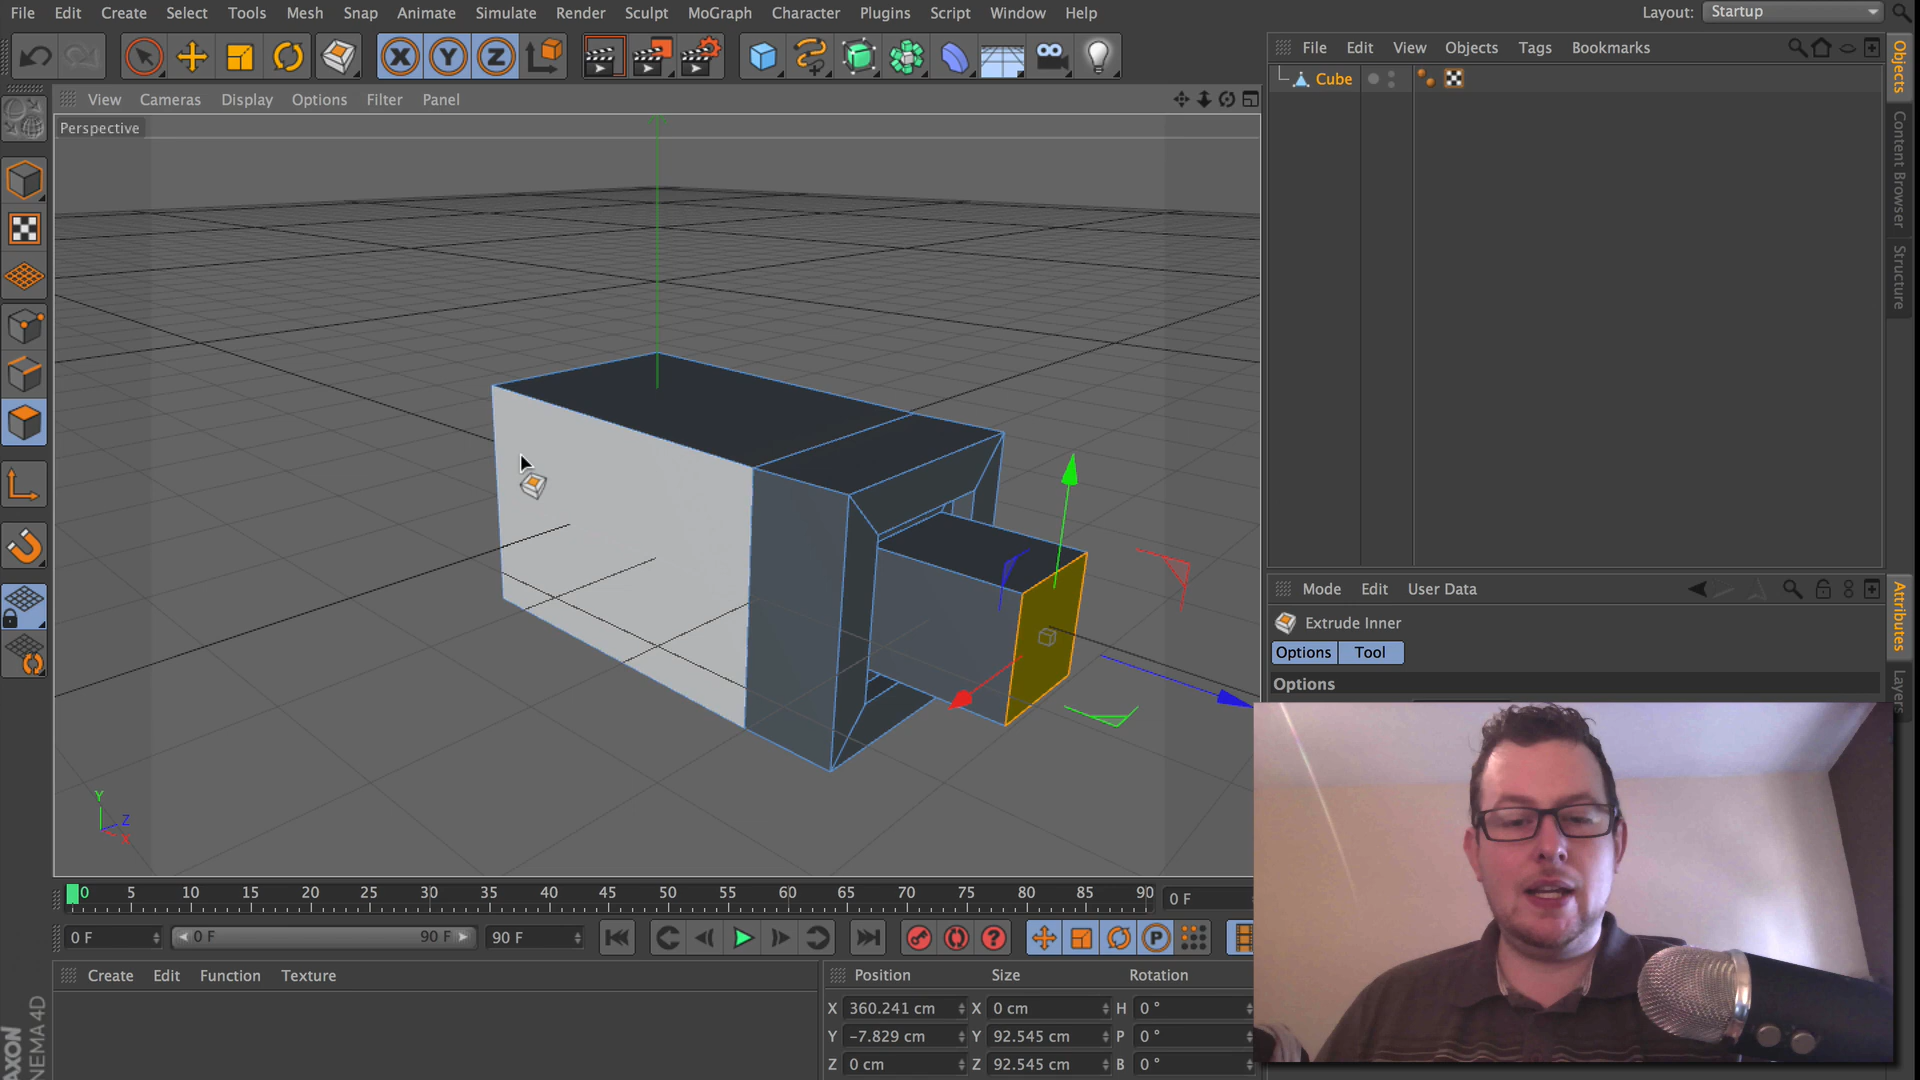 File Edit Create Select Tools Mesh Snap Animate Simulate Render Sculpt MoGraph Character Plugins Script Window Help Layout: Startup
X Y Z
File Edit View Objects Tags Bookmarks
Cube
View Cameras Display Options Filter Panel
Perspective
Objects
Content Browser
Structure
Mode Edit User Data
Extrude Inner
Options Tool
Options
Attributes
Layers
Y
Z
X
0 5 10 15 20 25 30 35 40 45 50 55 60 65 70 75 80 85 90 0 F
0 F 0 F 90 F 90 F P
Create Edit Function Texture
Position Size Rotation
X 360.241 cm X 0 cm H 0 °
Y -7.829 cm Y 92.545 cm P 0 °
Z 0 cm Z 92.545 cm B 0 °
AXON
NEMA 4D